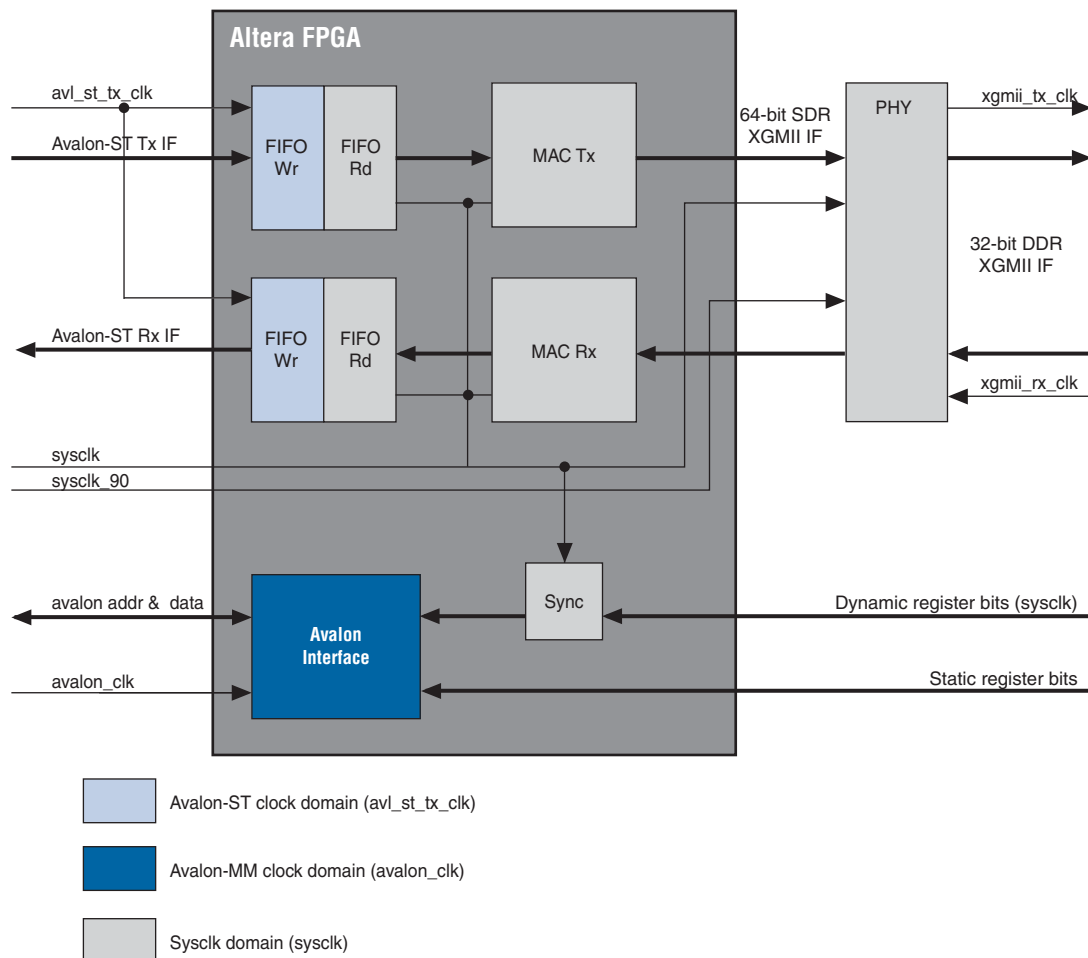 Altera FPGA
avl_st_tx_clk
Avalon-ST Tx IF
FIFO
Wr
FIFO
Rd
MAC Tx
64-bit SDR
XGMII IF
PHY
xgmii_tx_clk
32-bit DDR
XGMII IF
Avalon-ST Rx IF
FIFO
Wr
FIFO
Rd
MAC Rx
xgmii_rx_clk
sysclk
sysclk_90
avalon addr & data
Avalon
Interface
Sync
Dynamic register bits (sysclk)
avalon_clk
Static register bits
Avalon-ST clock domain (avl_st_tx_clk)
Avalon-MM clock domain (avalon_clk)
Sysclk domain (sysclk)